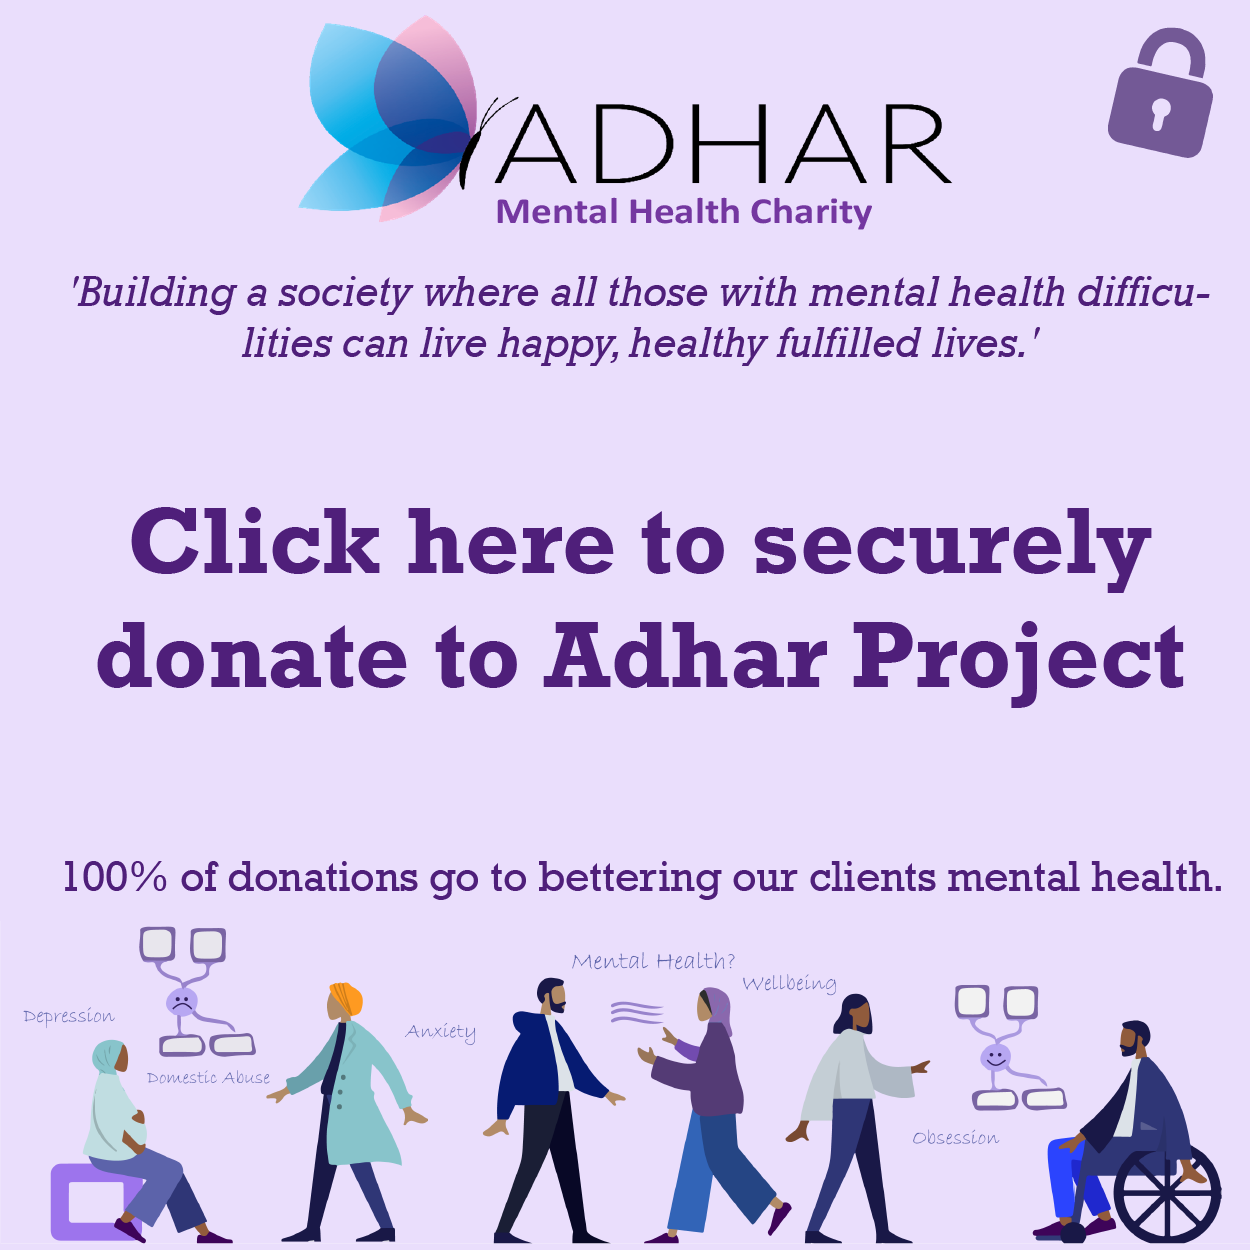 ADHAR
Mental Health Charity
'Building a society where all those with mental health difficu-
lities can live happy, healthy fulfilled lives.'
Click here to securely
donate to Adhar Project
100% of donations go to bettering our clients mental health.
Mental Health?
Wellbeing
Depression
Anxiety
Domestic Abuse
Obsession